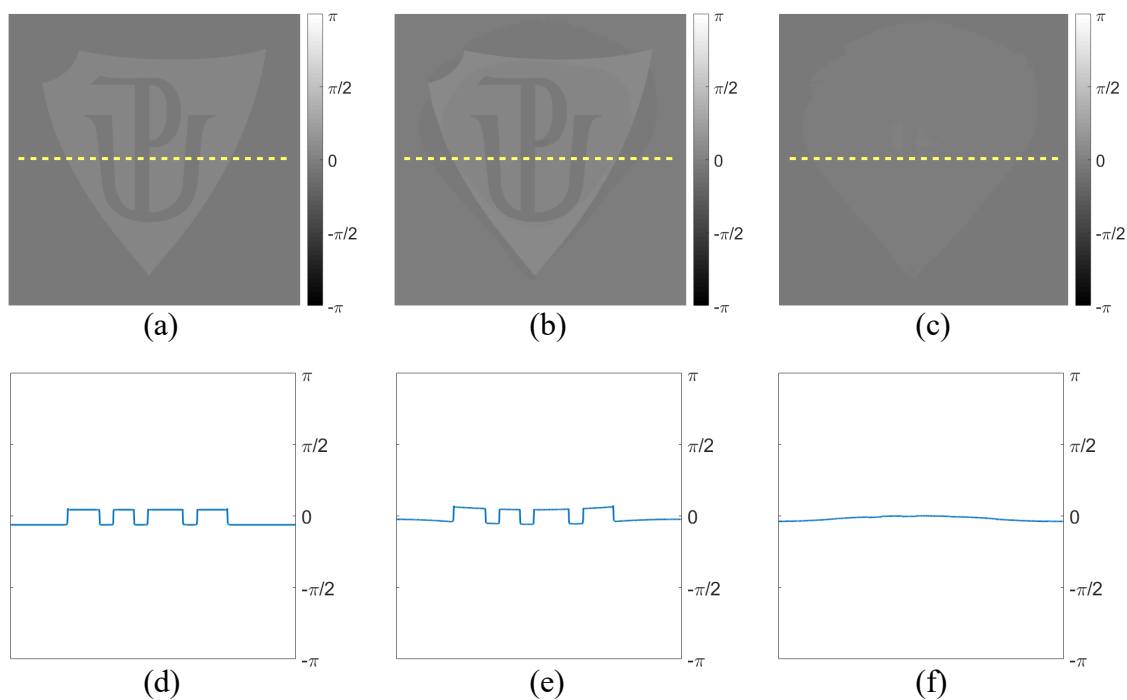 π π π
π/2 π/2 π/2
P P
U U
0 0 0
-π/2 -π/2 -π/2
-π -π -π
(a) (b) (c)
π π π
π/2 π/2 π/2
0 0 0
-π/2 -π/2 -π/2
-π -π -π
(d) (e) (f)